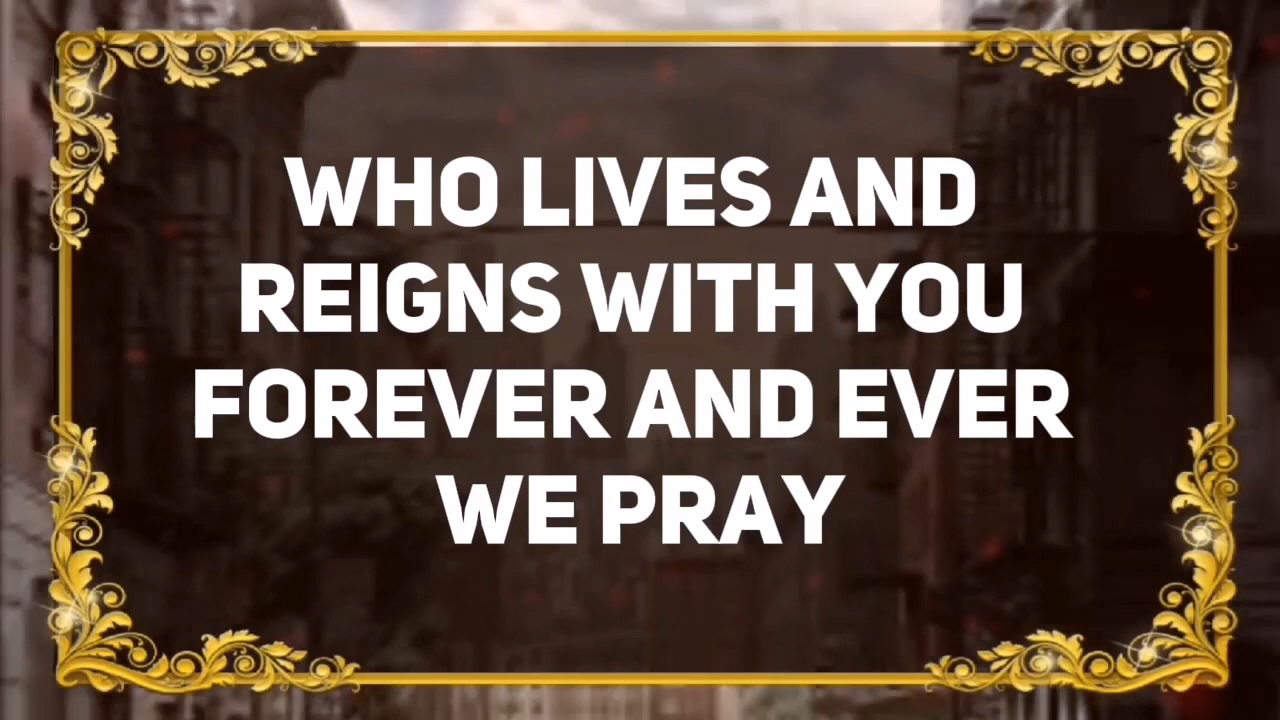 WHO LIVES AND
REIGNS WITH YOU
FOREVER AND EVER
WE PRAY